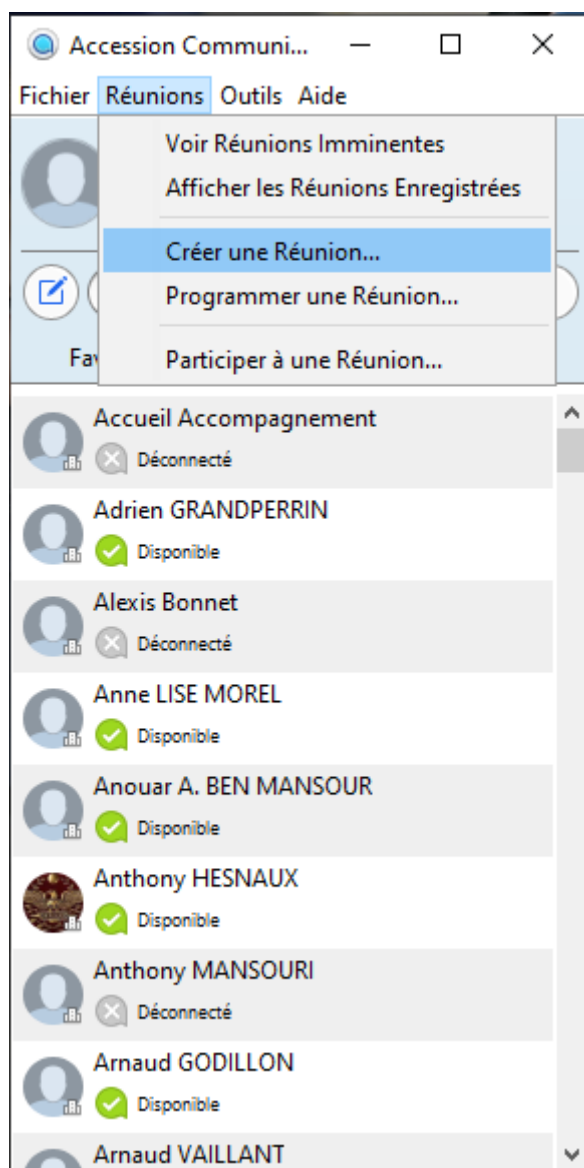 Accession Communi...
Fichier Réunions Outils Aide
Voir Réunions Imminentes
Afficher les Réunions Enregistrées
Créer une Réunion...
Programmer une Réunion...
Participer à une Réunion...
Fav
Accueil Accompagnement
Déconnecté
Adrien GRANDPERRIN
Disponible
Alexis Bonnet
Déconnecté
Anne LISE MOREL
Disponible
Anouar A. BEN MANSOUR
Disponible
Anthony HESNAUX
Disponible
Anthony MANSOURI
Déconnecté
Arnaud GODILLON
Disponible
Arnaud VAILLANT